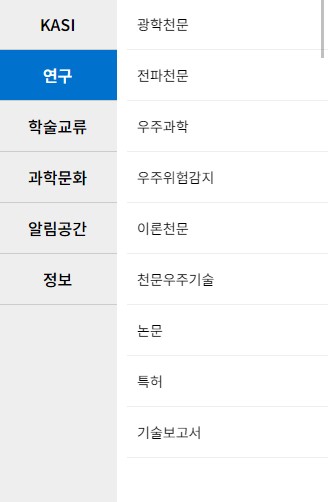 KASI
연구
학술교류
과학문화
알림공간
정보
광학천문
전파천문
우주과학
우주위험감지
이론천문
천문우주기술
논문
특허
기술보고서